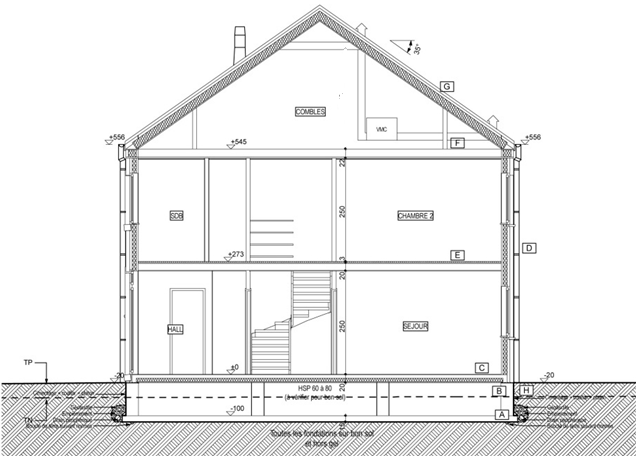 35°
G
COMBLES
VMC
+556
+545
F
+556
22
SDB
250
CHAMBRE 2
D
+273
E
3
20
HALL
250
SEJOUR
TP
-20
±0
C
-20
HSP 60 à 80
20
B
H
(à vérifier pour bon sol)
TN
-100
A
15
Toutes les fondations sur bon sol
et hors gel